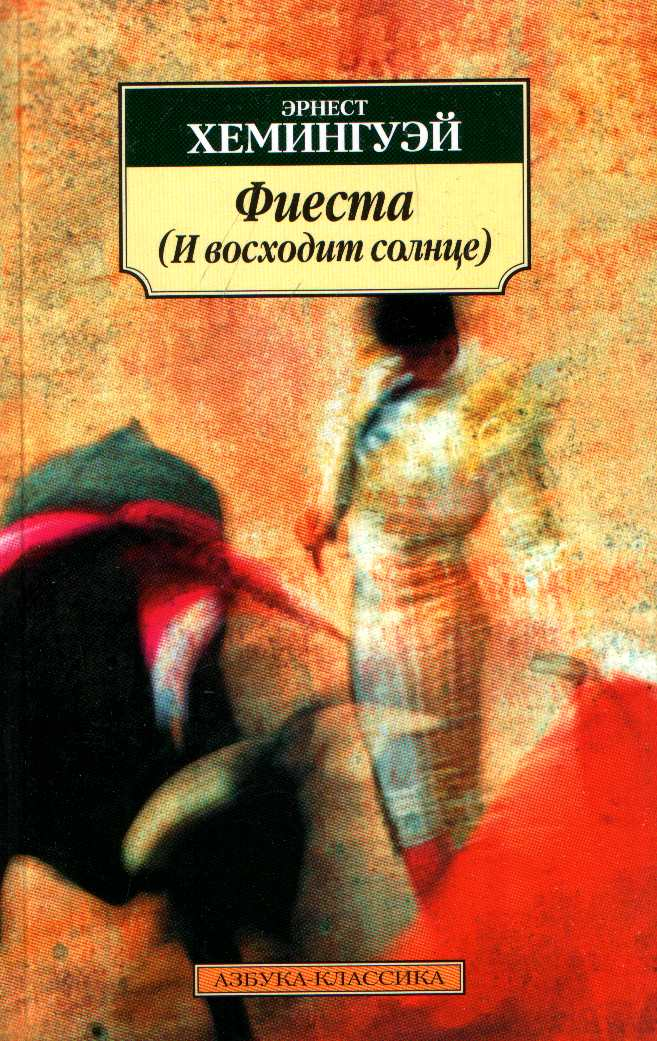 ЭРНЕСТ
ХЕМИНГУЭЙ
Фиеста
(И восходит солнце)
АЗБУКА-КЛАССИКА